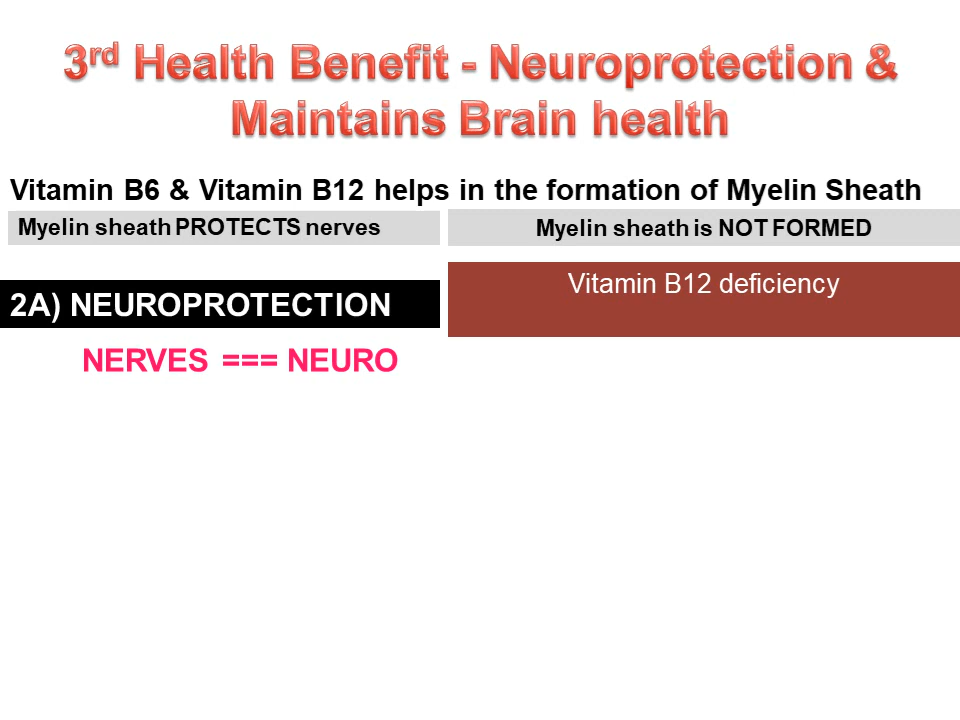 3rd Health Benefit - Neuroprotection &
Maintains Brain health
Vitamin B6 & Vitamin B12 helps in the formation of Myelin Sheath
Myelin sheath PROTECTS nerves
Myelin sheath is NOT FORMED
Vitamin B12 deficiency
2A) NEUROPROTECTION
NERVES === NEURO